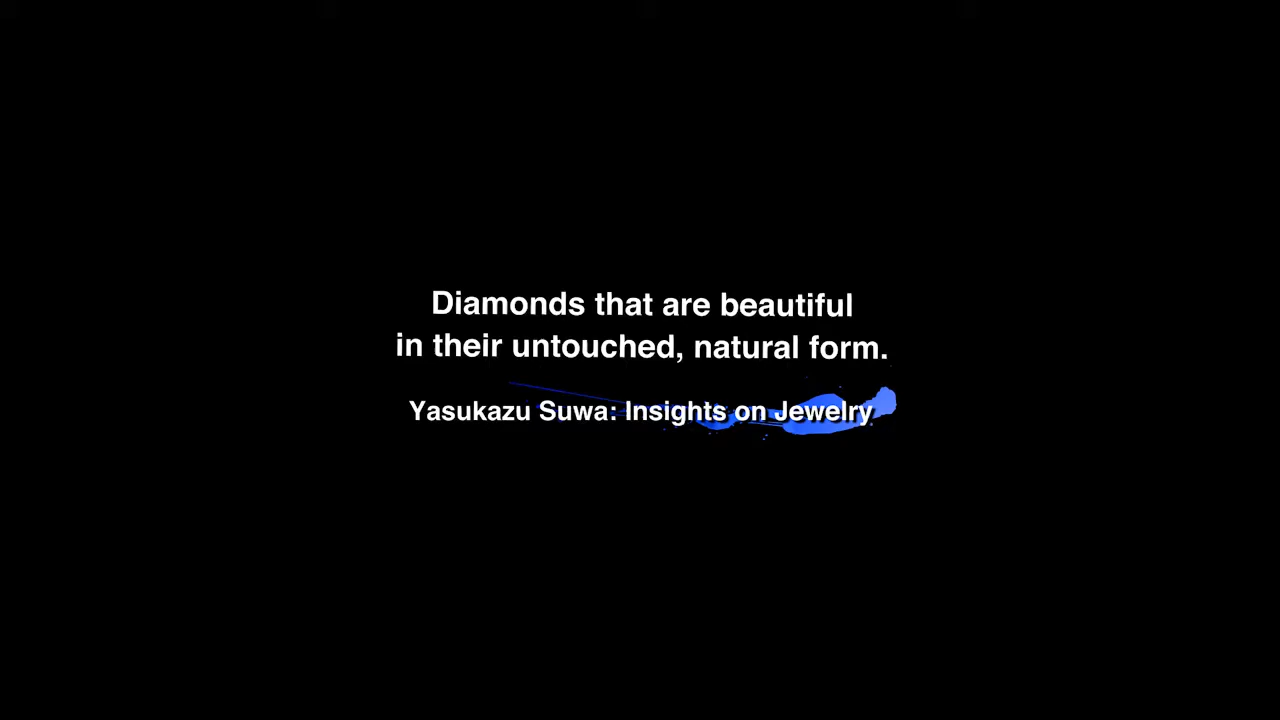 Diamonds that are beautiful
in their untouched, natural form.
Yasukazu Suwa: Insights on Jewelry